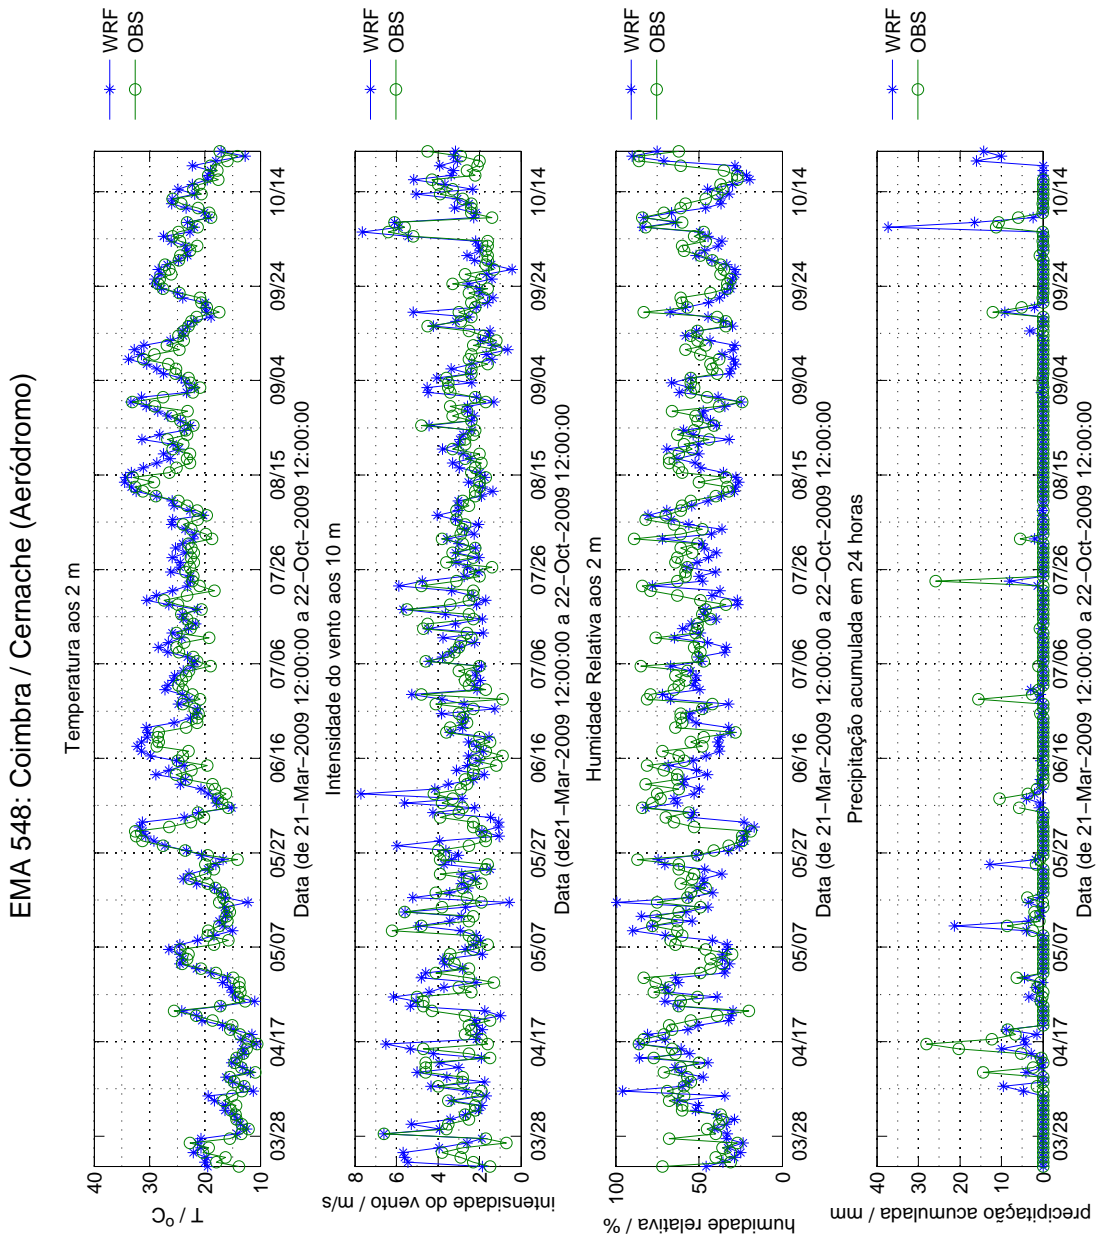 EMA 548: Coimbra / Cernache (Aeródromo)
Temperatura aos 2 m
WRF
OBS
40
30
20
10
T / ºC
03/28
04/17
05/07
05/27
06/16
07/06
07/26
08/15
09/04
09/24
10/14
Data (de 21−Mar−2009 12:00:00 a 22−Oct−2009 12:00:00
Intensidade do vento aos 10 m
WRF
OBS
8
6
4
2
0
intensidade do vento / m/s
03/28
04/17
05/07
05/27
06/16
07/06
07/26
08/15
09/04
09/24
10/14
Data (de21−Mar−2009 12:00:00 a 22−Oct−2009 12:00:00
Humidade Relativa aos 2 m
WRF
OBS
100
50
0
humidade relativa / %
03/28
04/17
05/07
05/27
06/16
07/06
07/26
08/15
09/04
09/24
10/14
Data (de 21−Mar−2009 12:00:00 a 22−Oct−2009 12:00:00
Precipitação acumulada em 24 horas
WRF
OBS
40
30
20
10
0
precipitação acumulada / mm
03/28
04/17
05/07
05/27
06/16
07/06
07/26
08/15
09/04
09/24
10/14
Data (de 21−Mar−2009 12:00:00 a 22−Oct−2009 12:00:00